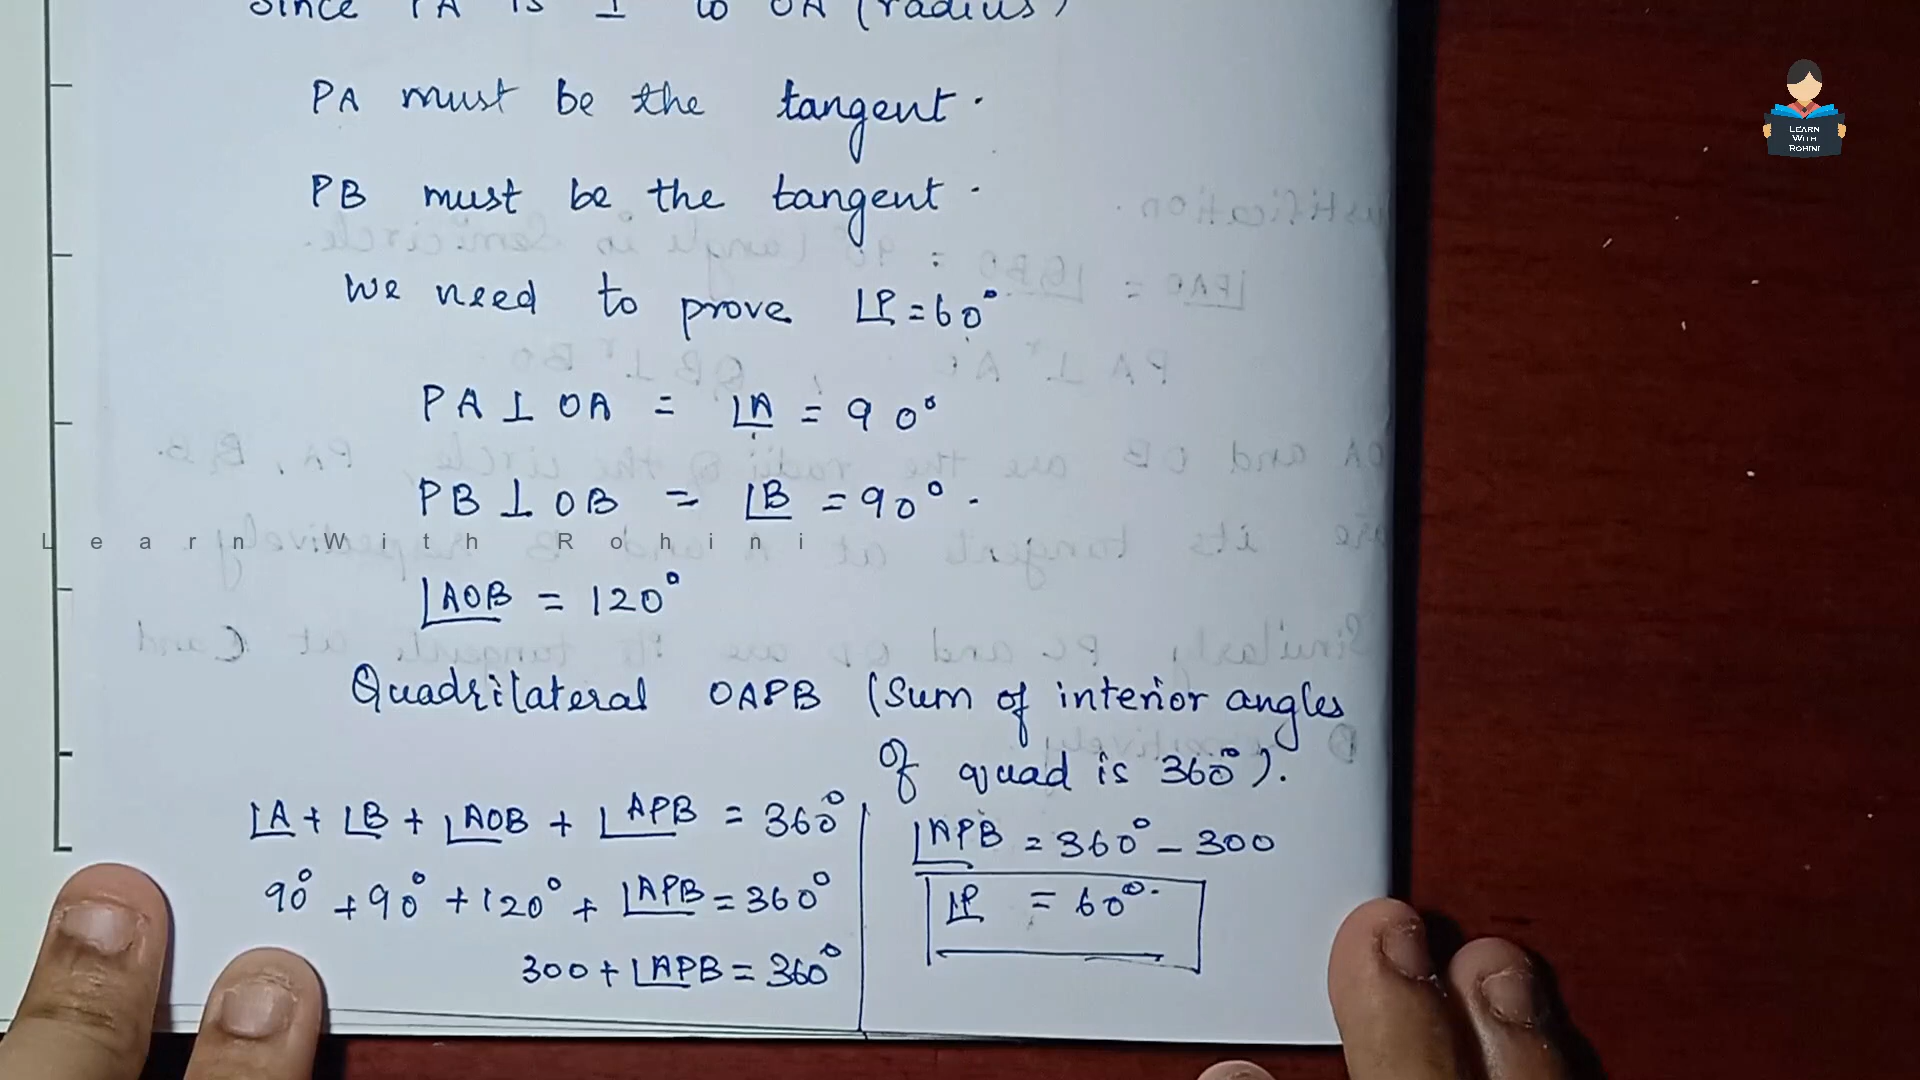 Since PA is ⊥ to OA (radius)
PA must be the tangent.
PB must be the tangent.
We need to prove ∠P = 60°
PA ⊥ OA = ∠A = 90°
PB ⊥ OB = ∠B = 90°.
Learn With Rohini
∠AOB = 120°
Quadrilateral OAPB (Sum of interior angles
of quad is 360°).
∠A + ∠B + ∠AOB + ∠APB = 360°
90° + 90° + 120° + ∠APB = 360°
300 + ∠APB = 360°
∠APB = 360° - 300
∠P = 60°.
LEARN
WITH
ROHINI